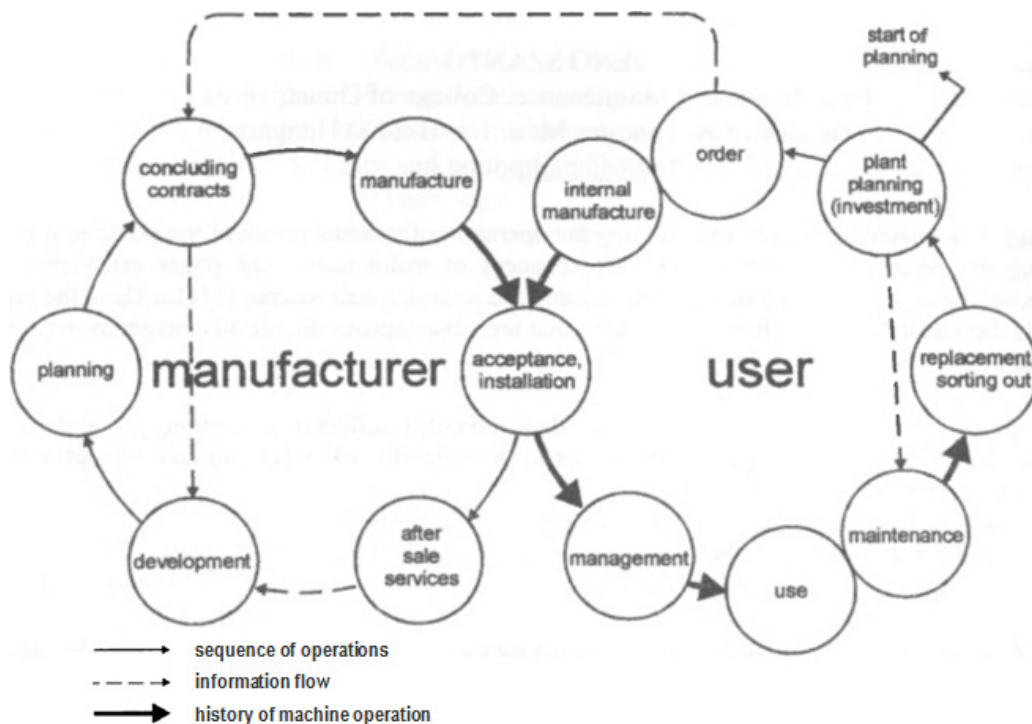 start of
planning
concluding
contracts
manufacture
internal
manufacture
order
plant
planning
(investment)
planning
manufacturer
acceptance,
installation
user
replacement,
sorting out
development
after
sale
services
management
use
maintenance
sequence of operations
information flow
history of machine operation